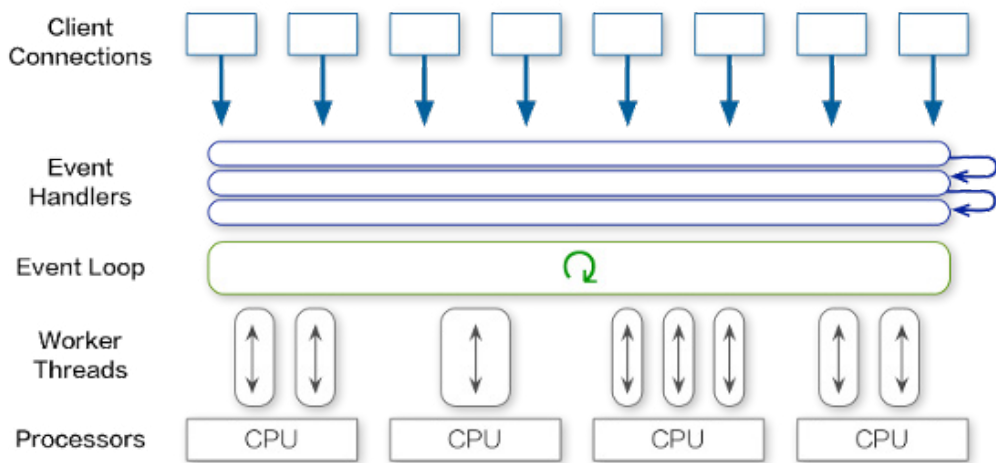 Client
Connections
Event
Handlers
Event Loop
Worker
Threads
Processors
CPU
CPU
CPU
CPU